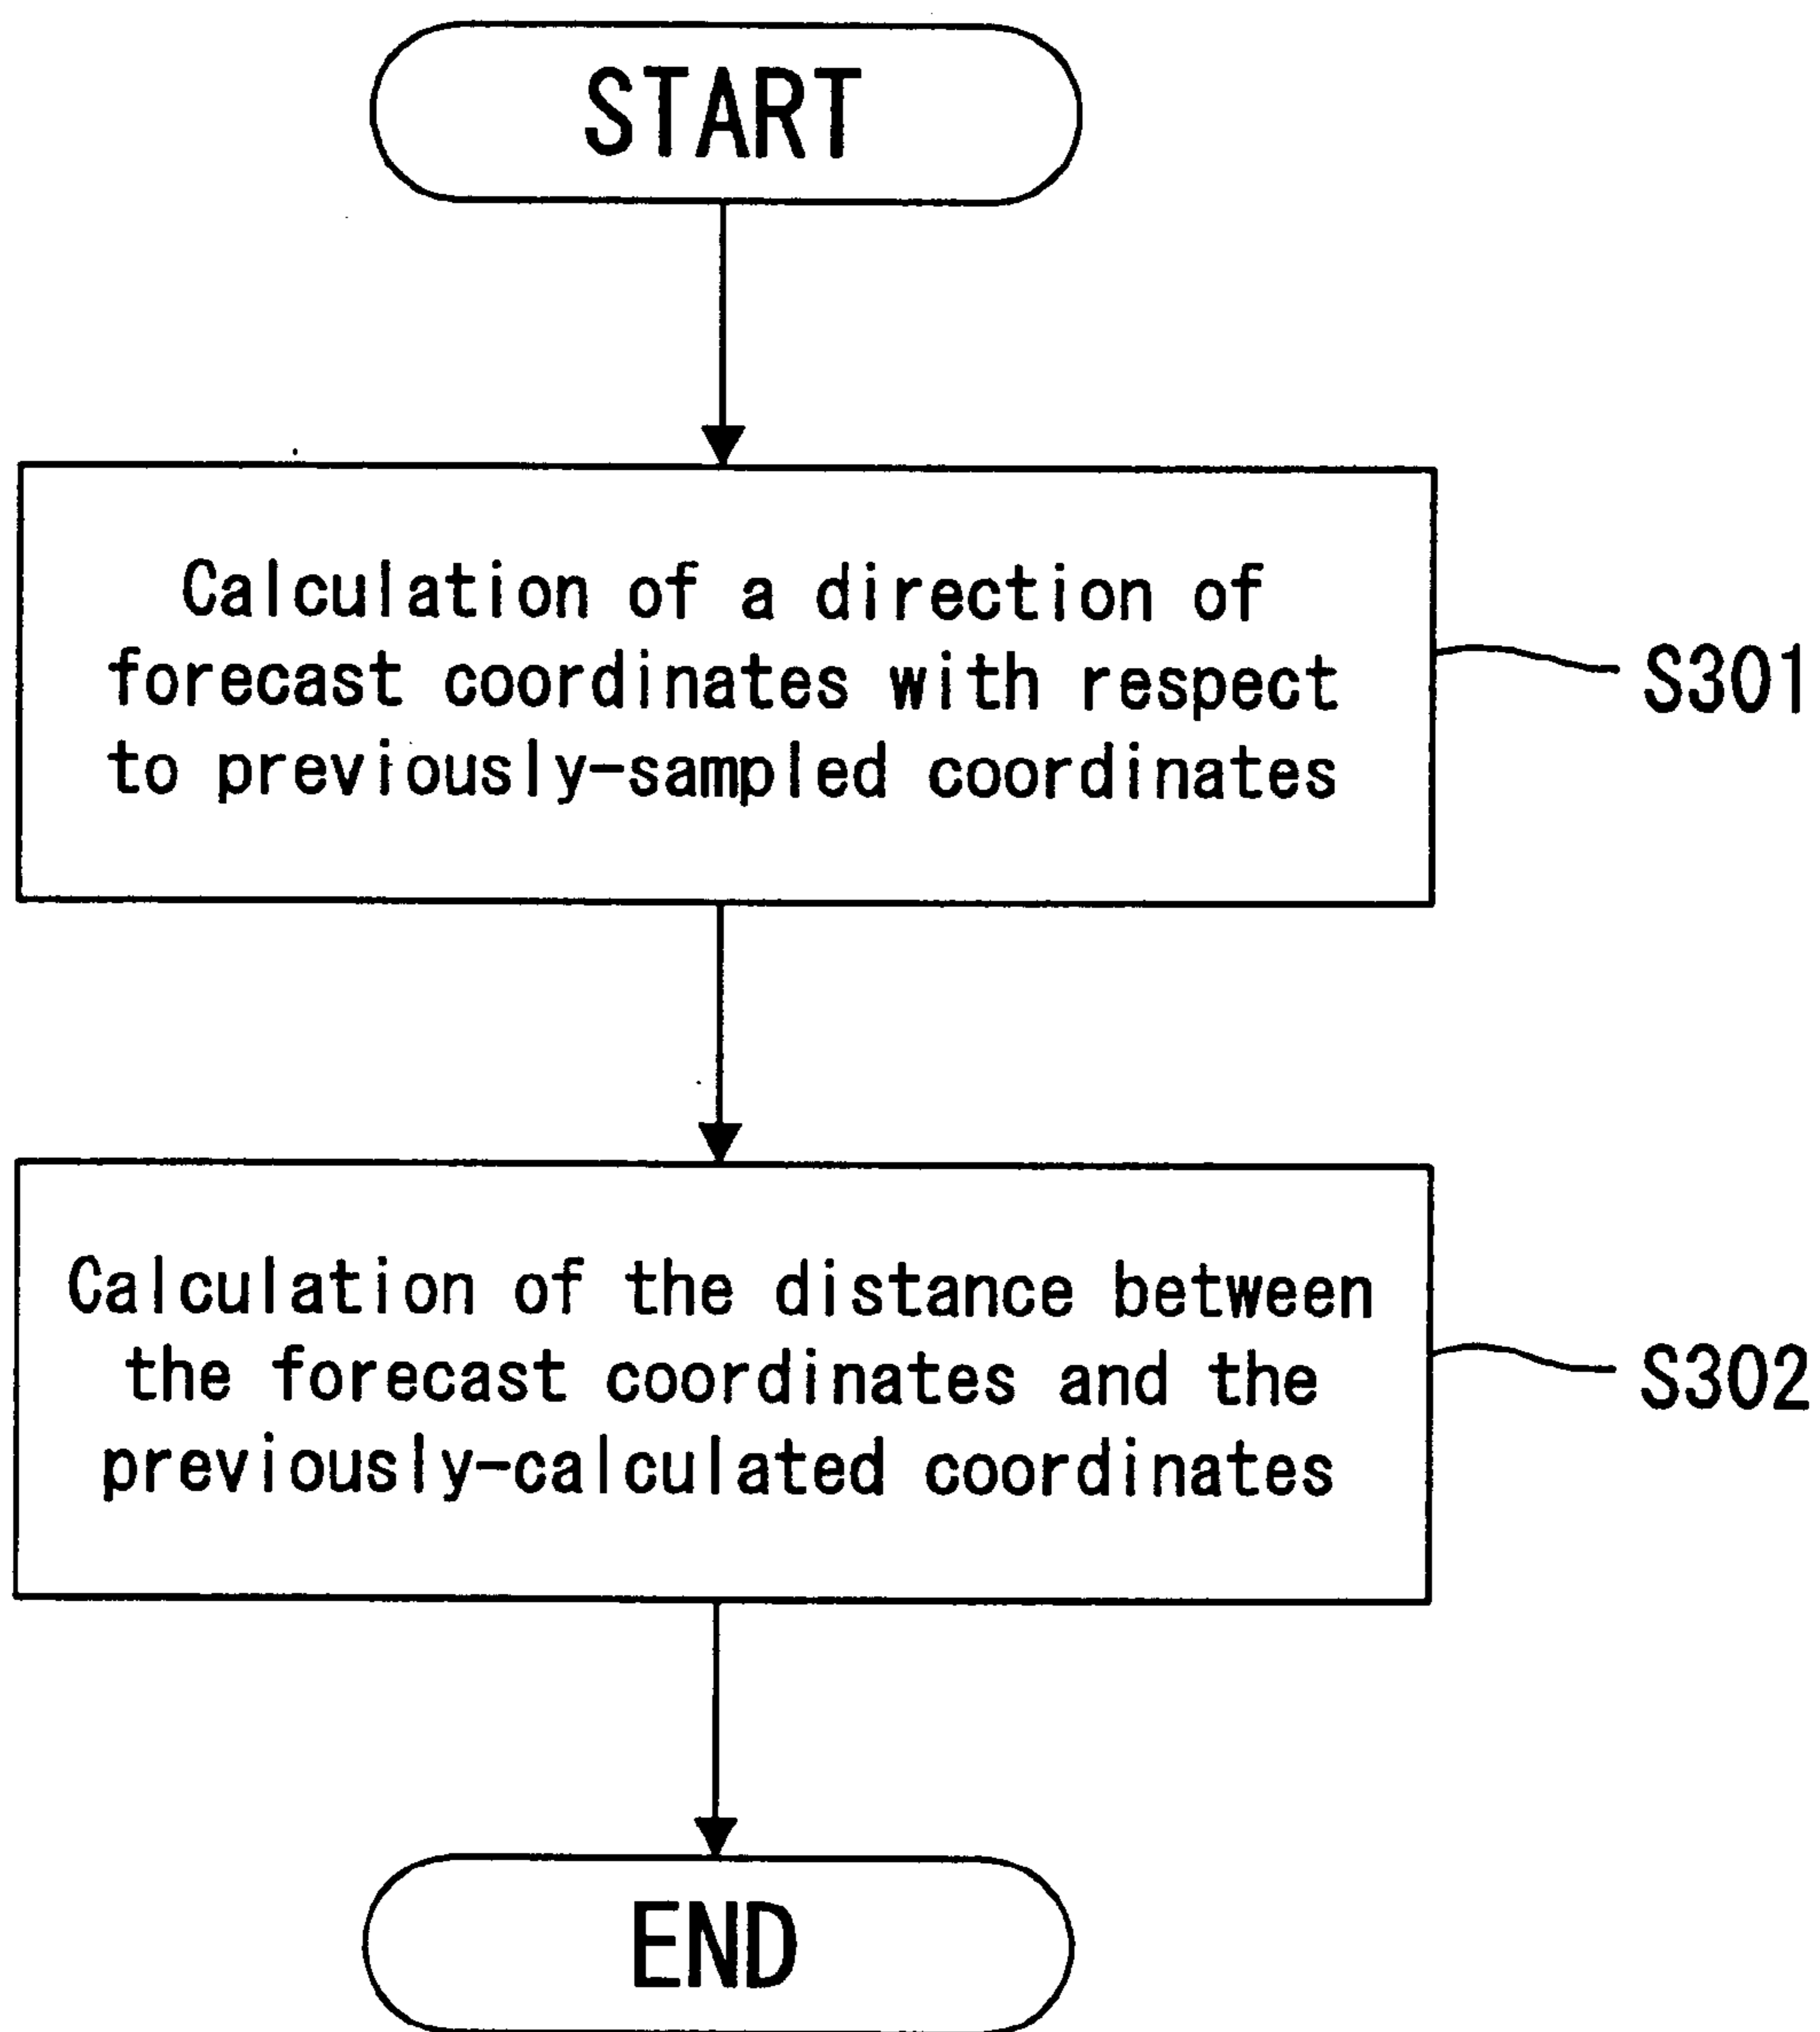 START
Calculation of a direction of
forecast coordinates with respect
to previously-sampled coordinates
S301
Calculation of the distance between
the forecast coordinates and the
previously-calculated coordinates
S302
END